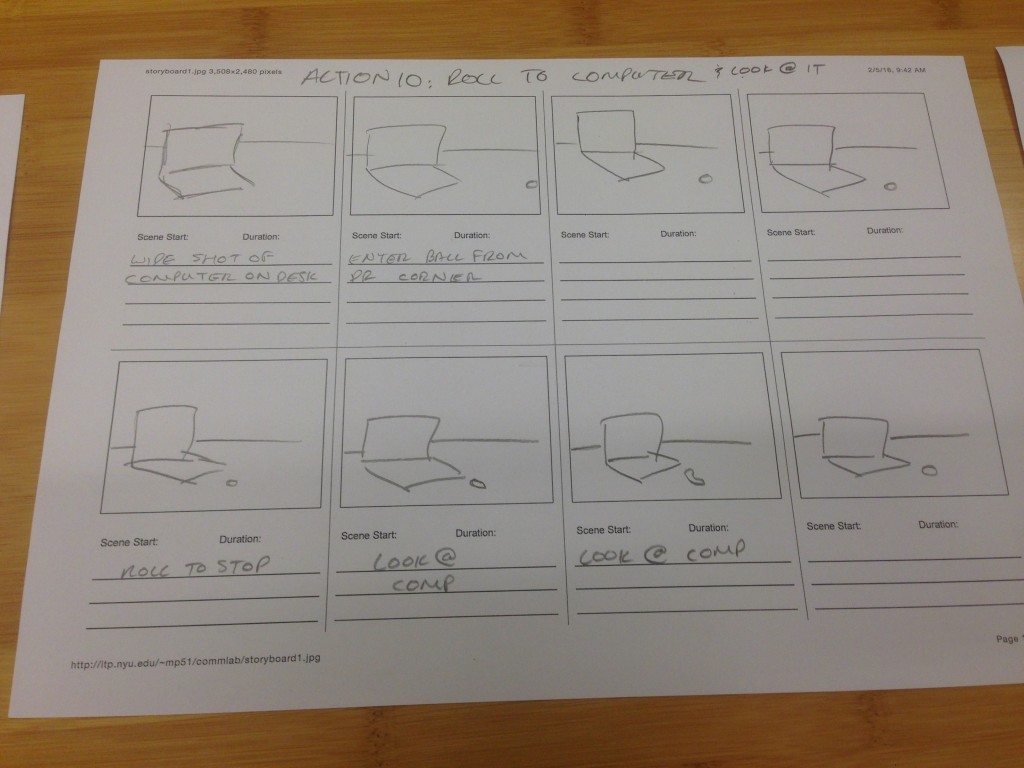 storyboard1.jpg 3,508×2,480 pixels
ACTION 10: ROLL TO COMPUTER & LOOK @ IT
2/5/16, 9:42 AM
Scene Start: Duration:
WIDE SHOT OF
COMPUTER ON DESK
Scene Start: Duration:
ENTER BALL FROM
DR CORNER
Scene Start: Duration:
Scene Start: Duration:
Scene Start: Duration:
ROLL TO STOP
Scene Start: Duration:
LOOK @
COMP
Scene Start: Duration:
LOOK @ COMP
Scene Start: Duration:
http://itp.nyu.edu/~mp51/commlab/storyboard1.jpg
Page